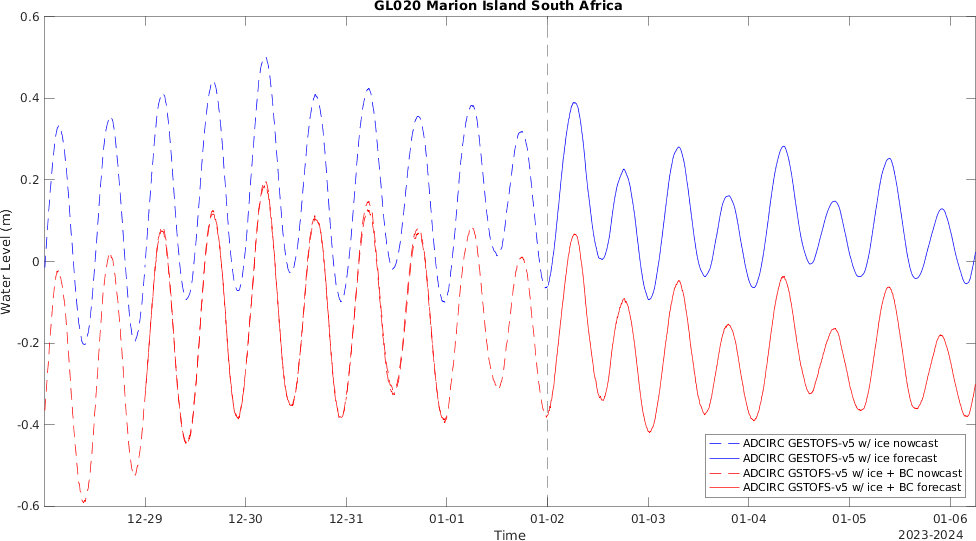 GL020 Marion Island South Africa
Water Level (m)
0.6
0.4
0.2
0
-0.2
-0.4
-0.6
12-29
12-30
12-31
01-01
01-02
01-03
01-04
01-05
01-06
Time
2023-2024
ADCIRC GESTOFS-v5 w/ ice nowcast
ADCIRC GESTOFS-v5 w/ ice forecast
ADCIRC GSTOFS-v5 w/ ice + BC nowcast
ADCIRC GSTOFS-v5 w/ ice + BC forecast